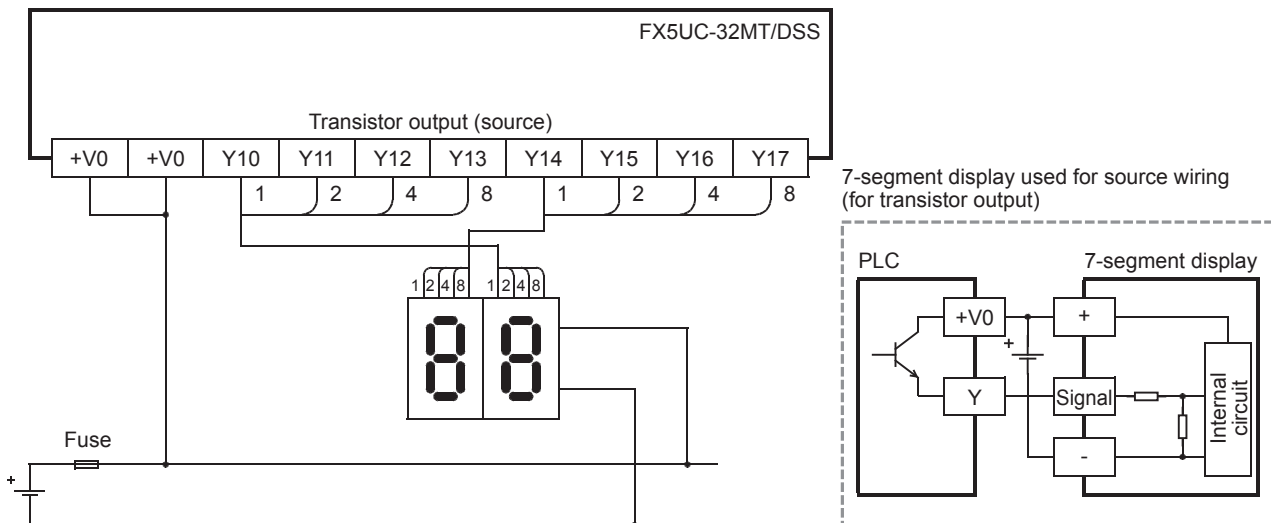 FX5UC-32MT/DSS
Transistor output (source)
+V0 +V0 Y10 Y11 Y12 Y13 Y14 Y15 Y16 Y17
1 2 4 8 1 2 4 8
1 2 4 8 1 2 4 8
Fuse
+
7-segment display used for source wiring
(for transistor output)
PLC 7-segment display
+V0 +
+
Y Signal
-
Internal
circuit